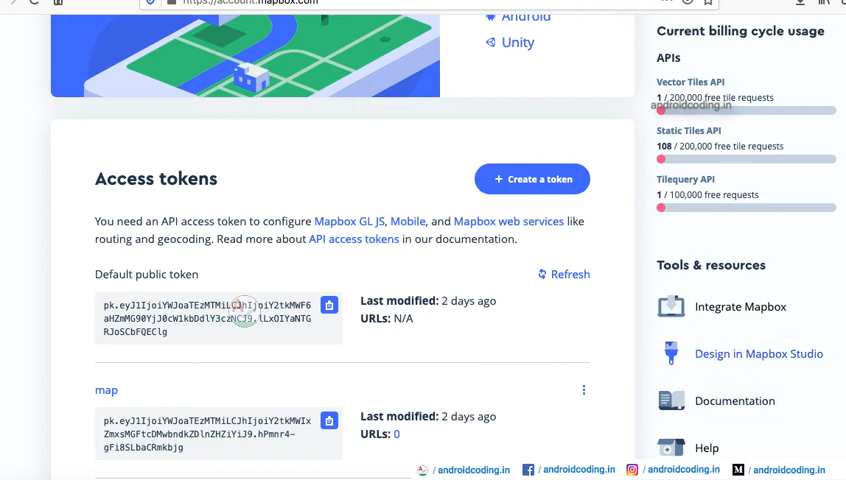 https://account.mapbox.com
Android
Unity
Current billing cycle usage
APIs
Vector Tiles API
1 / 200,000 free tile requests
androidcoding.in
Static Tiles API
108 / 200,000 free tile requests
Tilequery API
1 / 100,000 free tile requests
Access tokens
+ Create a token
You need an API access token to configure Mapbox GL JS, Mobile, and Mapbox web services like
routing and geocoding. Read more about API access tokens in our documentation.
Default public token
Refresh
Last modified: 2 days ago
URLs: N/A
RJoSCbFQEClg
map
pk.eyJ1IjoiYWJoaTEzMTMiLCJhIjoiY2tkMWIx
ZmxsMGFtcDMwbndkZDlnZHZiYiJ9.hPmnr4-
gFi8SLbaCRmkbjg
Last modified: 2 days ago
URLs: 0
Tools & resources
Integrate Mapbox
Design in Mapbox Studio
Documentation
Help
/ androidcoding.in
/ androidcoding.in
/ androidcoding.in
/ androidcoding.in